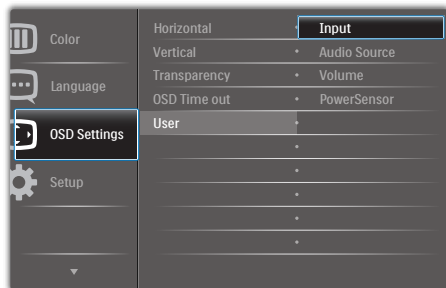 Color
Language
OSD Settings
Setup
Horizontal
Vertical
Transparency
OSD Time out
User
Input
Audio Source
Volume
PowerSensor